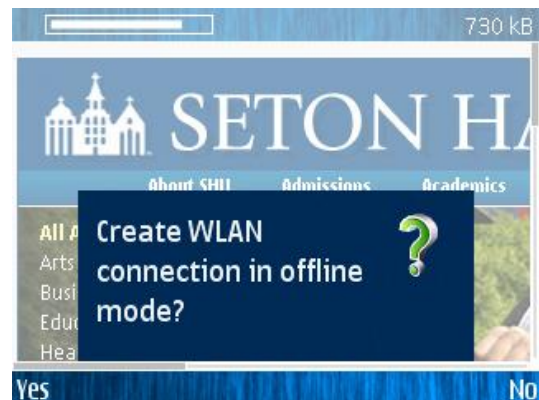 730 kB
SETON HA
About SHU Admissions Academics
All A
Arts
Busi
Educ
Hea
Create WLAN
connection in offline
mode?
Yes No